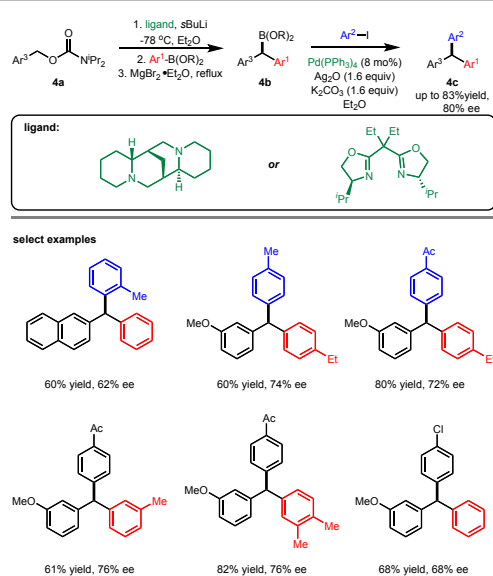 1. ligand, sBuLi
-78 °C, Et2O
2. Ar1-B(OR)2
3. MgBr2•Et2O, reflux
Ar3 O O NiPr2
4a
B(OR)2
Ar3 Ar1
4b
Ar2—I
Pd(PPh3)4 (8 mo%)
Ag2O (1.6 equiv)
K2CO3 (1.6 equiv)
Et2O
Ar2
Ar3 Ar1
4c
up to 83%yield,
80% ee
ligand:
H N N H
or
Et Et
O O
N N
iPr iPr
select examples
Me
60% yield, 62% ee
Me
MeO
Et
60% yield, 74% ee
Ac
MeO
Et
80% yield, 72% ee
Ac
MeO Me
61% yield, 76% ee
Ac
MeO
Me
Me
82% yield, 76% ee
Cl
MeO
68% yield, 68% ee